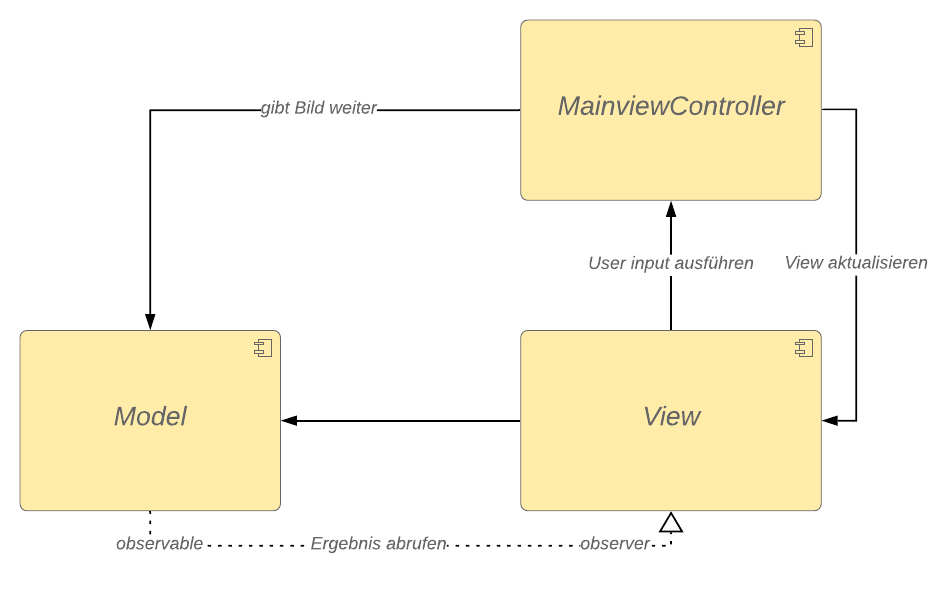 MainviewController
gibt Bild weiter
User input ausführen
View aktualisieren
Model
View
observable
Ergebnis abrufen
observer